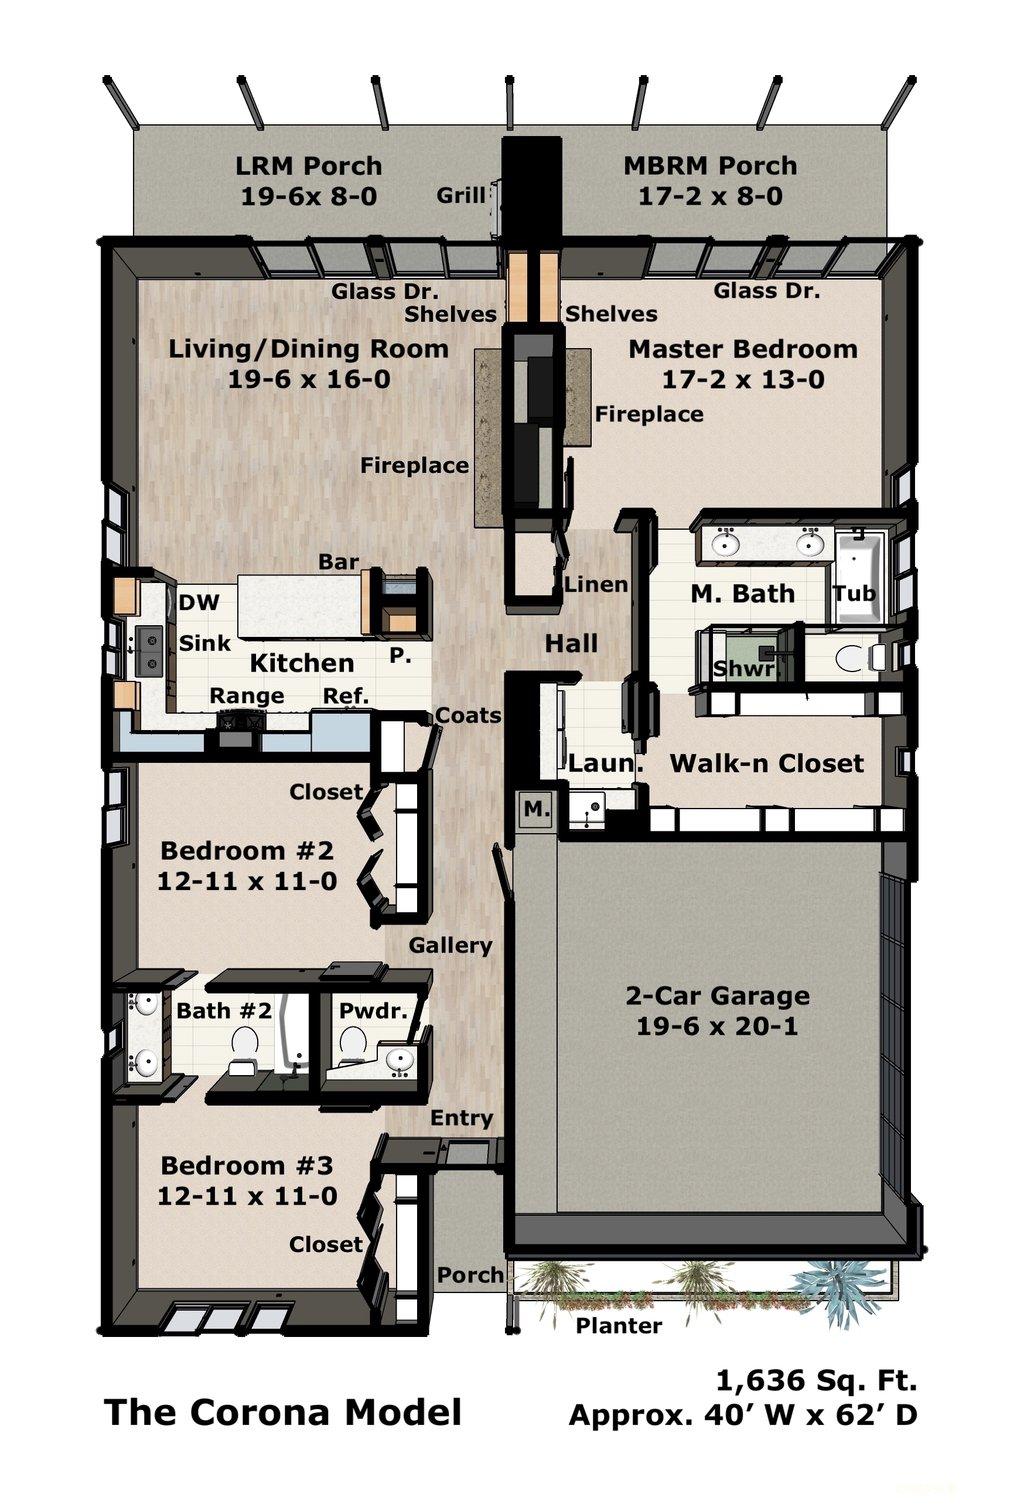 LRM Porch
19-6x 8-0
Grill
MBRM Porch
17-2 x 8-0
Glass Dr.
Shelves
Glass Dr.
Shelves
Living/Dining Room
19-6 x 16-0
Master Bedroom
17-2 x 13-0
Fireplace
Fireplace
Bar
Linen
DW
Sink
Kitchen
P.
Hall
M. Bath
Tub
Shwr.
Range
Ref.
Coats
Laun.
Walk-n Closet
Closet
M.
Bedroom #2
12-11 x 11-0
Gallery
2-Car Garage
19-6 x 20-1
Bath #2
Pwdr.
Entry
Bedroom #3
12-11 x 11-0
Closet
Porch
Planter
1,636 Sq. Ft.
The Corona Model
Approx. 40’ W x 62’ D